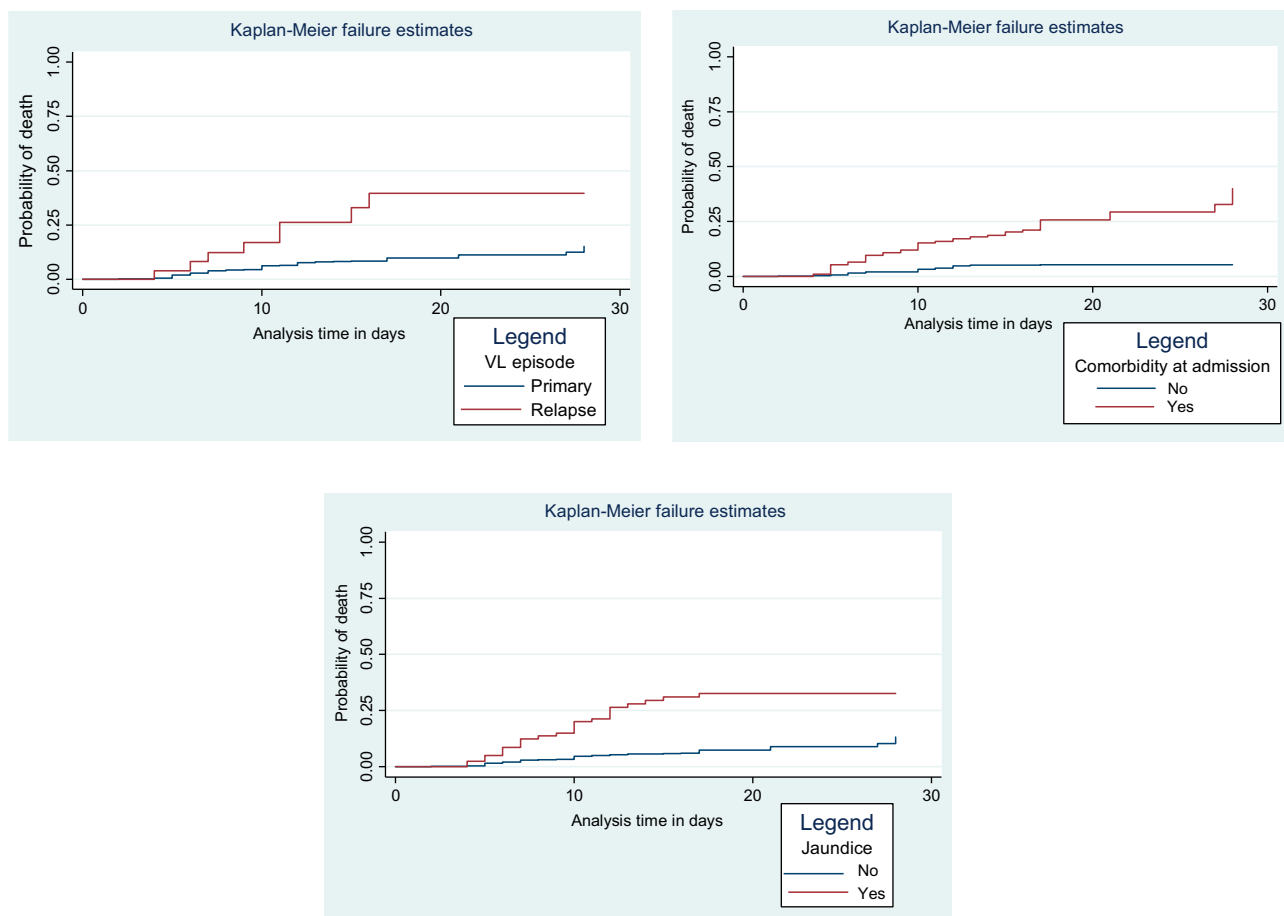 Kaplan-Meier failure estimates
Probability of death
1.00
0.75
0.50
0.25
0.00
0 10 20 30
Analysis time in days
Legend
VL episode
Primary
Relapse
Kaplan-Meier failure estimates
Probability of death
1.00
0.75
0.50
0.25
0.00
0 10 20 30
Analysis time in days
Legend
Comorbidity at admission
No
Yes
Kaplan-Meier failure estimates
Probability of death
1.00
0.75
0.50
0.25
0.00
0 10 20 30
Analysis time in days
Legend
Jaundice
No
Yes